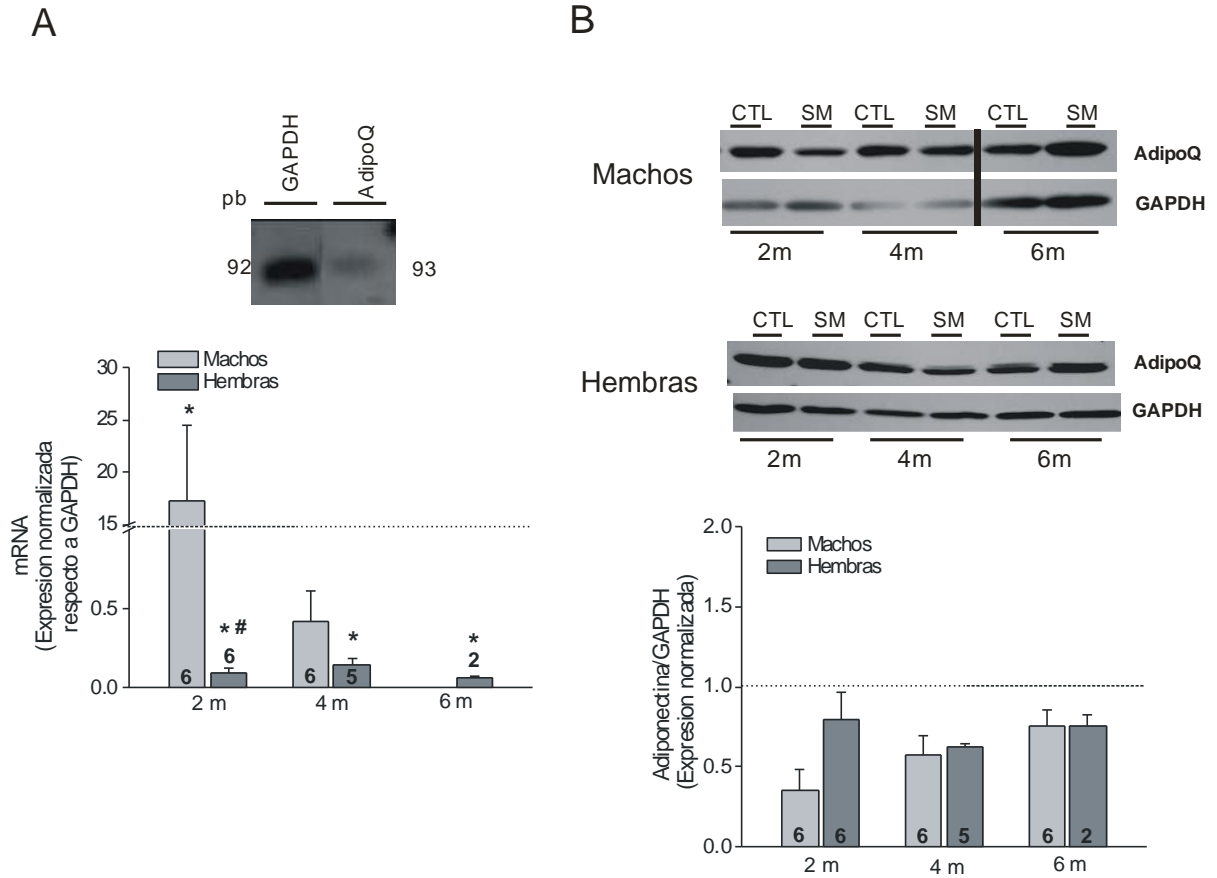 A
GAPDH
AdipoQ
pb
92
93
Machos
Hembras
mRNA
(Expresion normalizada
respecto a GAPDH)
30
25
20
15
0.5
0.0
*
* #
6
6
*
6
5
*
2
2 m
4 m
6 m
B
Machos
CTL SM CTL SM CTL SM
AdipoQ
GAPDH
2m 4m 6m
Hembras
CTL SM CTL SM CTL SM
AdipoQ
GAPDH
2m 4m 6m
Adiponectina/GAPDH
(Expresion normalizada)
2.0
1.5
1.0
0.5
0.0
Machos
Hembras
6 6 6 5 6 2
2 m 4 m 6 m